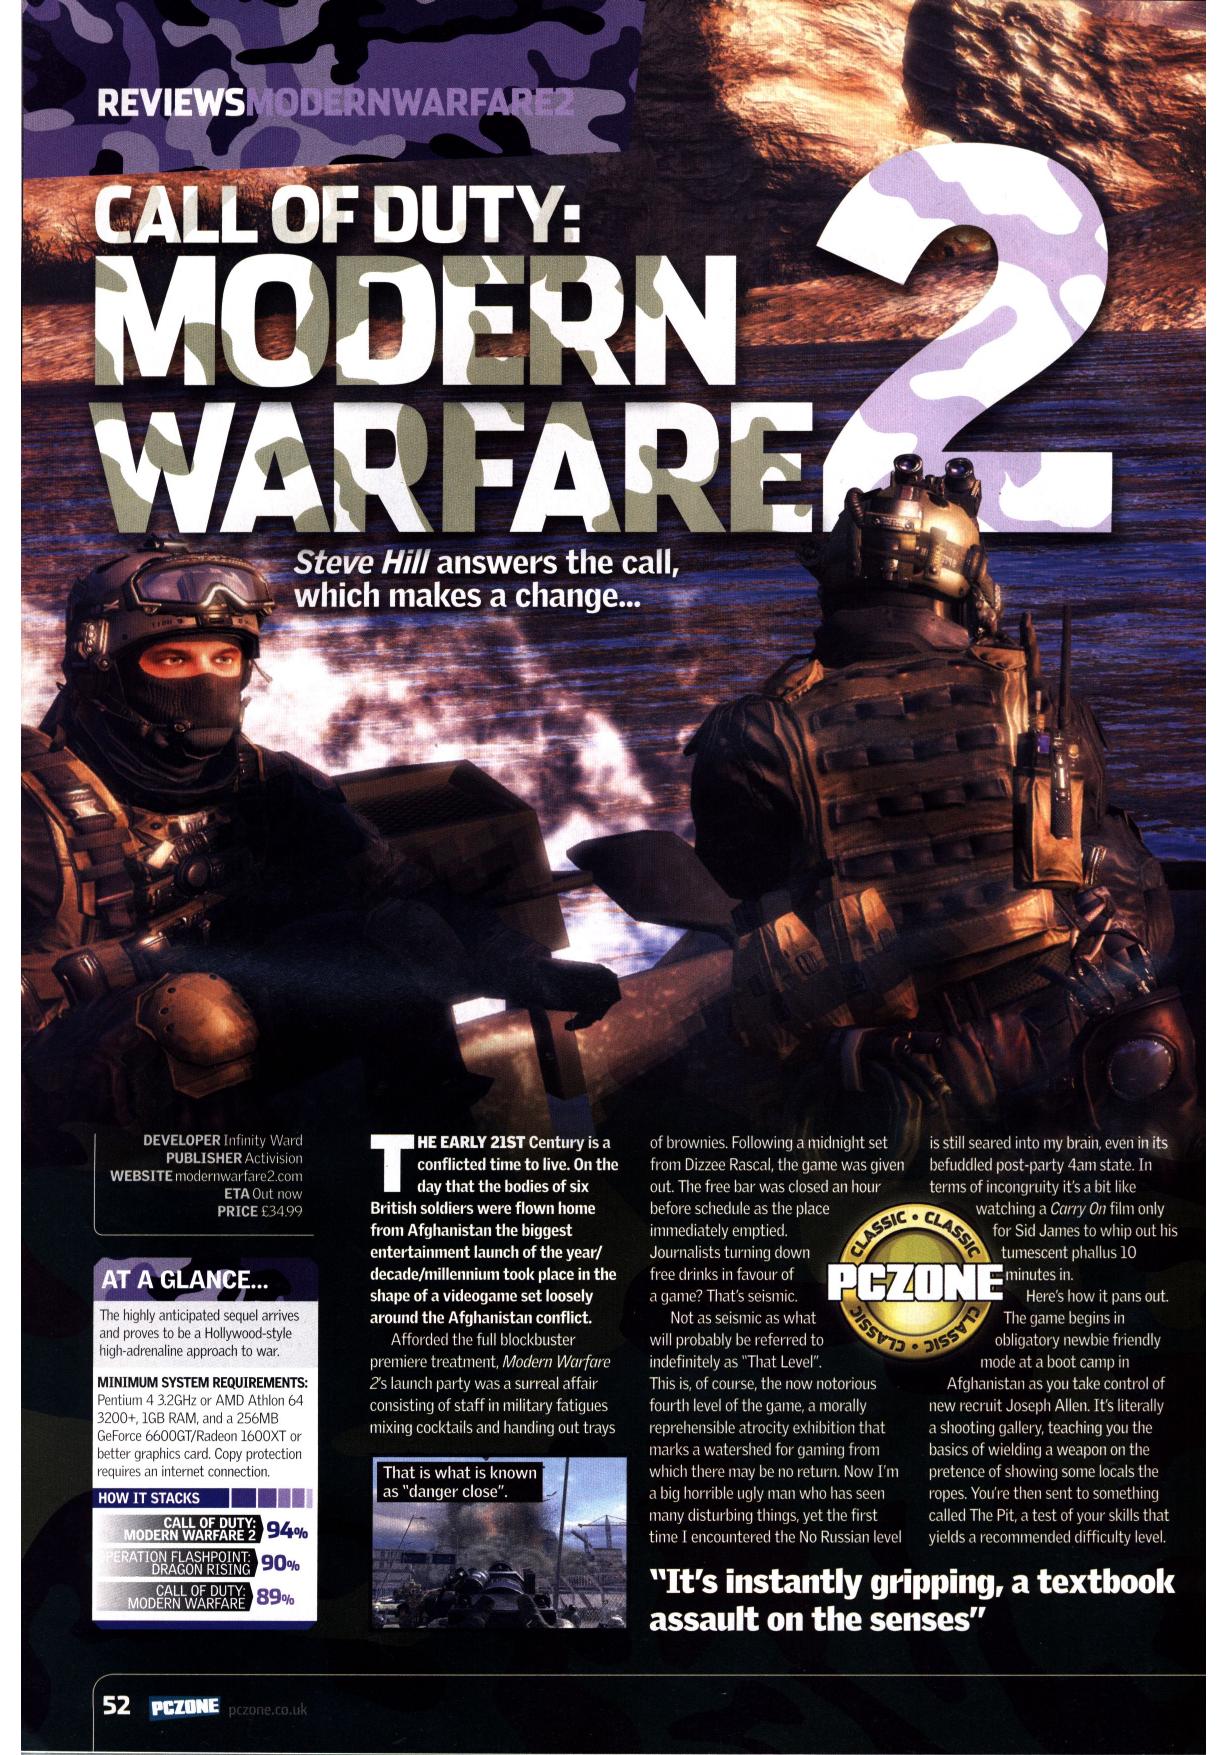 REVIEWSMODERNWARFARE2
CALL OF DUTY:
MODERN
WARFARE 2
Steve Hill answers the call,
which makes a change...
DEVELOPER Infinity Ward
PUBLISHER Activision
WEBSITE modernwarfare2.com
ETA Out now
PRICE £34.99
AT A GLANCE...
The highly anticipated sequel arrives
and proves to be a Hollywood-style
high-adrenaline approach to war.
MINIMUM SYSTEM REQUIREMENTS:
Pentium 4 3.2GHz or AMD Athlon 64
3200+, 1GB RAM, and a 256MB
GeForce 6600GT/Radeon 1600XT or
better graphics card. Copy protection
requires an internet connection.
HOW IT STACKS
CALL OF DUTY:
MODERN WARFARE 2 94%
OPERATION FLASHPOINT:
DRAGON RISING 90%
CALL OF DUTY:
MODERN WARFARE 89%
THE EARLY 21ST Century is a
conflicted time to live. On the
day that the bodies of six
British soldiers were flown home
from Afghanistan the biggest
entertainment launch of the year/
decade/millennium took place in the
shape of a videogame set loosely
around the Afghanistan conflict.
Afforded the full blockbuster
premiere treatment, Modern Warfare
2's launch party was a surreal affair
consisting of staff in military fatigues
mixing cocktails and handing out trays
That is what is known
as "danger close".
of brownies. Following a midnight set
from Dizzee Rascal, the game was given
out. The free bar was closed an hour
before schedule as the place
immediately emptied.
Journalists turning down
free drinks in favour of
a game? That's seismic.
Not as seismic as what
will probably be referred to
indefinitely as "That Level".
This is, of course, the now notorious
fourth level of the game, a morally
reprehensible atrocity exhibition that
marks a watershed for gaming from
which there may be no return. Now I'm
a big horrible ugly man who has seen
many disturbing things, yet the first
time I encountered the No Russian level
CLASSIC • CLASSIC
PCZONE
CLASSIC • CLASSIC
is still seared into my brain, even in its
befuddled post-party 4am state. In
terms of incongruity it's a bit like
watching a Carry On film only
for Sid James to whip out his
tumescent phallus 10
minutes in.
Here's how it pans out.
The game begins in
obligatory newbie friendly
mode at a boot camp in
Afghanistan as you take control of
new recruit Joseph Allen. It's literally
a shooting gallery, teaching you the
basics of wielding a weapon on the
pretence of showing some locals the
ropes. You're then sent to something
called The Pit, a test of your skills that
yields a recommended difficulty level.
"It's instantly gripping, a textbook
assault on the senses"
52 PCZONE pczone.co.uk